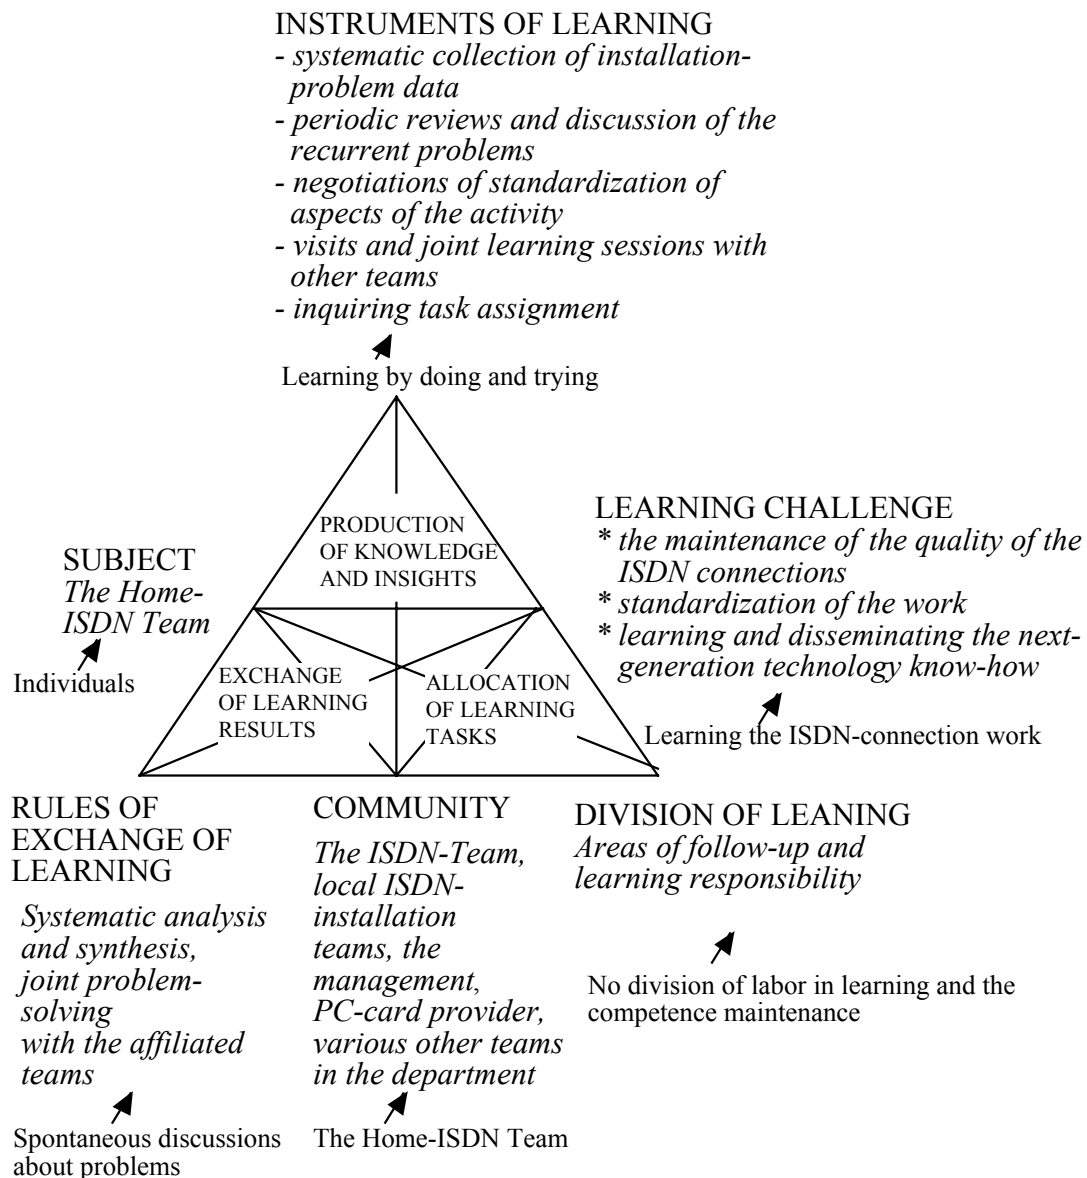 INSTRUMENTS OF LEARNING
- systematic collection of installation-
problem data
- periodic reviews and discussion of the
recurrent problems
- negotiations of standardization of
aspects of the activity
- visits and joint learning sessions with
other teams
- inquiring task assignment
Learning by doing and trying
PRODUCTION
OF KNOWLEDGE
AND INSIGHTS
SUBJECT
The Home-
ISDN Team
Individuals
LEARNING CHALLENGE
* the maintenance of the quality of the
ISDN connections
* standardization of the work
* learning and disseminating the next-
generation technology know-how
Learning the ISDN-connection work
EXCHANGE
OF LEARNING
RESULTS
ALLOCATION
OF LEARNING
TASKS
RULES OF
EXCHANGE OF
LEARNING
Systematic analysis
and synthesis,
joint problem-
solving
with the affiliated
teams
Spontaneous discussions
about problems
COMMUNITY
The ISDN-Team,
local ISDN-
installation
teams, the
management,
PC-card provider,
various other teams
in the department
The Home-ISDN Team
DIVISION OF LEANING
Areas of follow-up and
learning responsibility
No division of labor in learning and the
competence maintenance